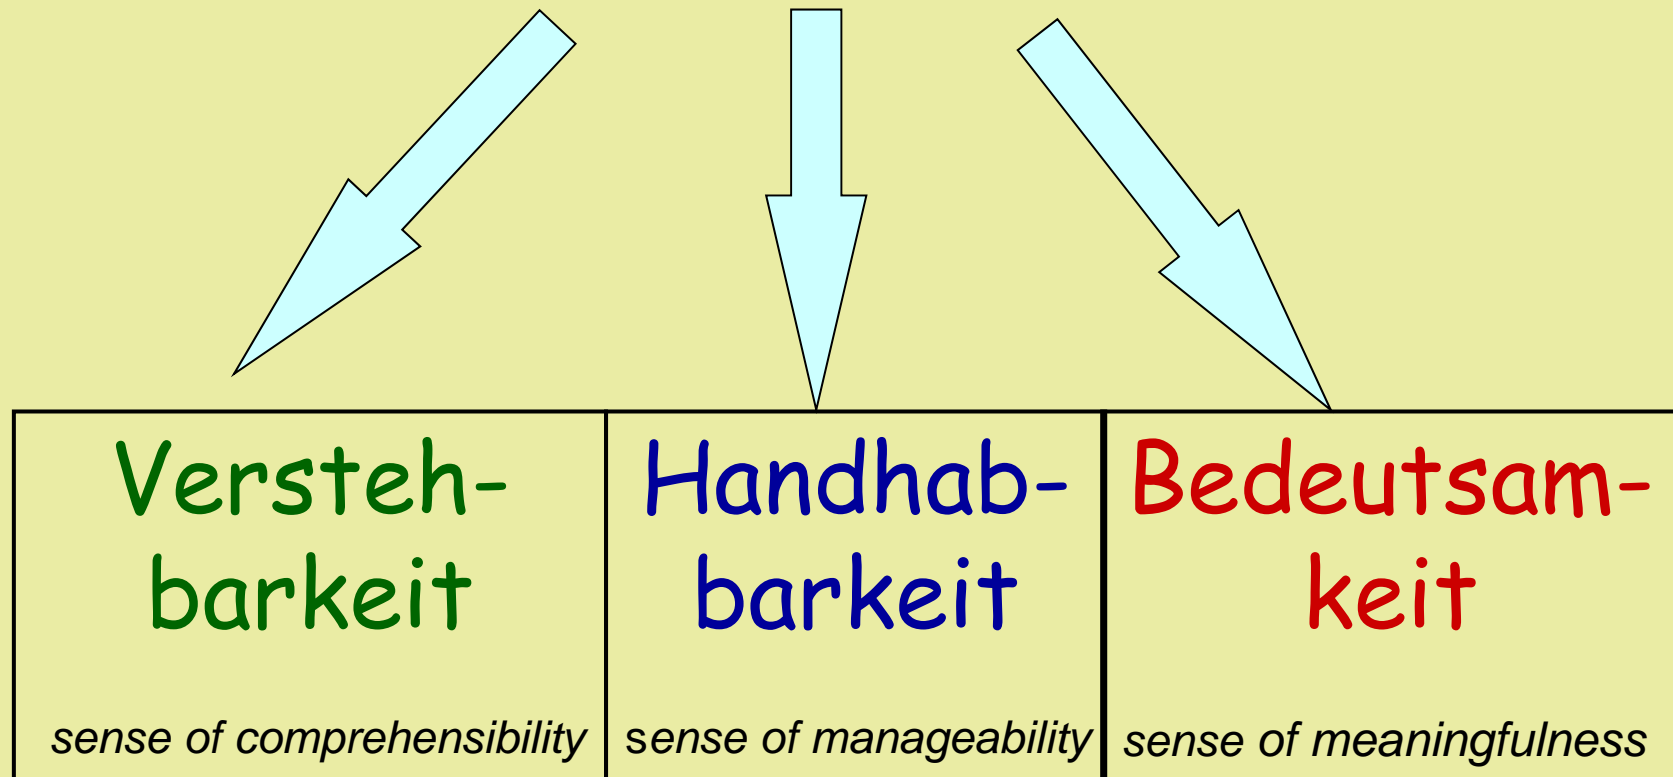 Versteh-
barkeit
sense of comprehensibility
Handhab-
barkeit
sense of manageability
Bedeutsam-
keit
sense of meaningfulness